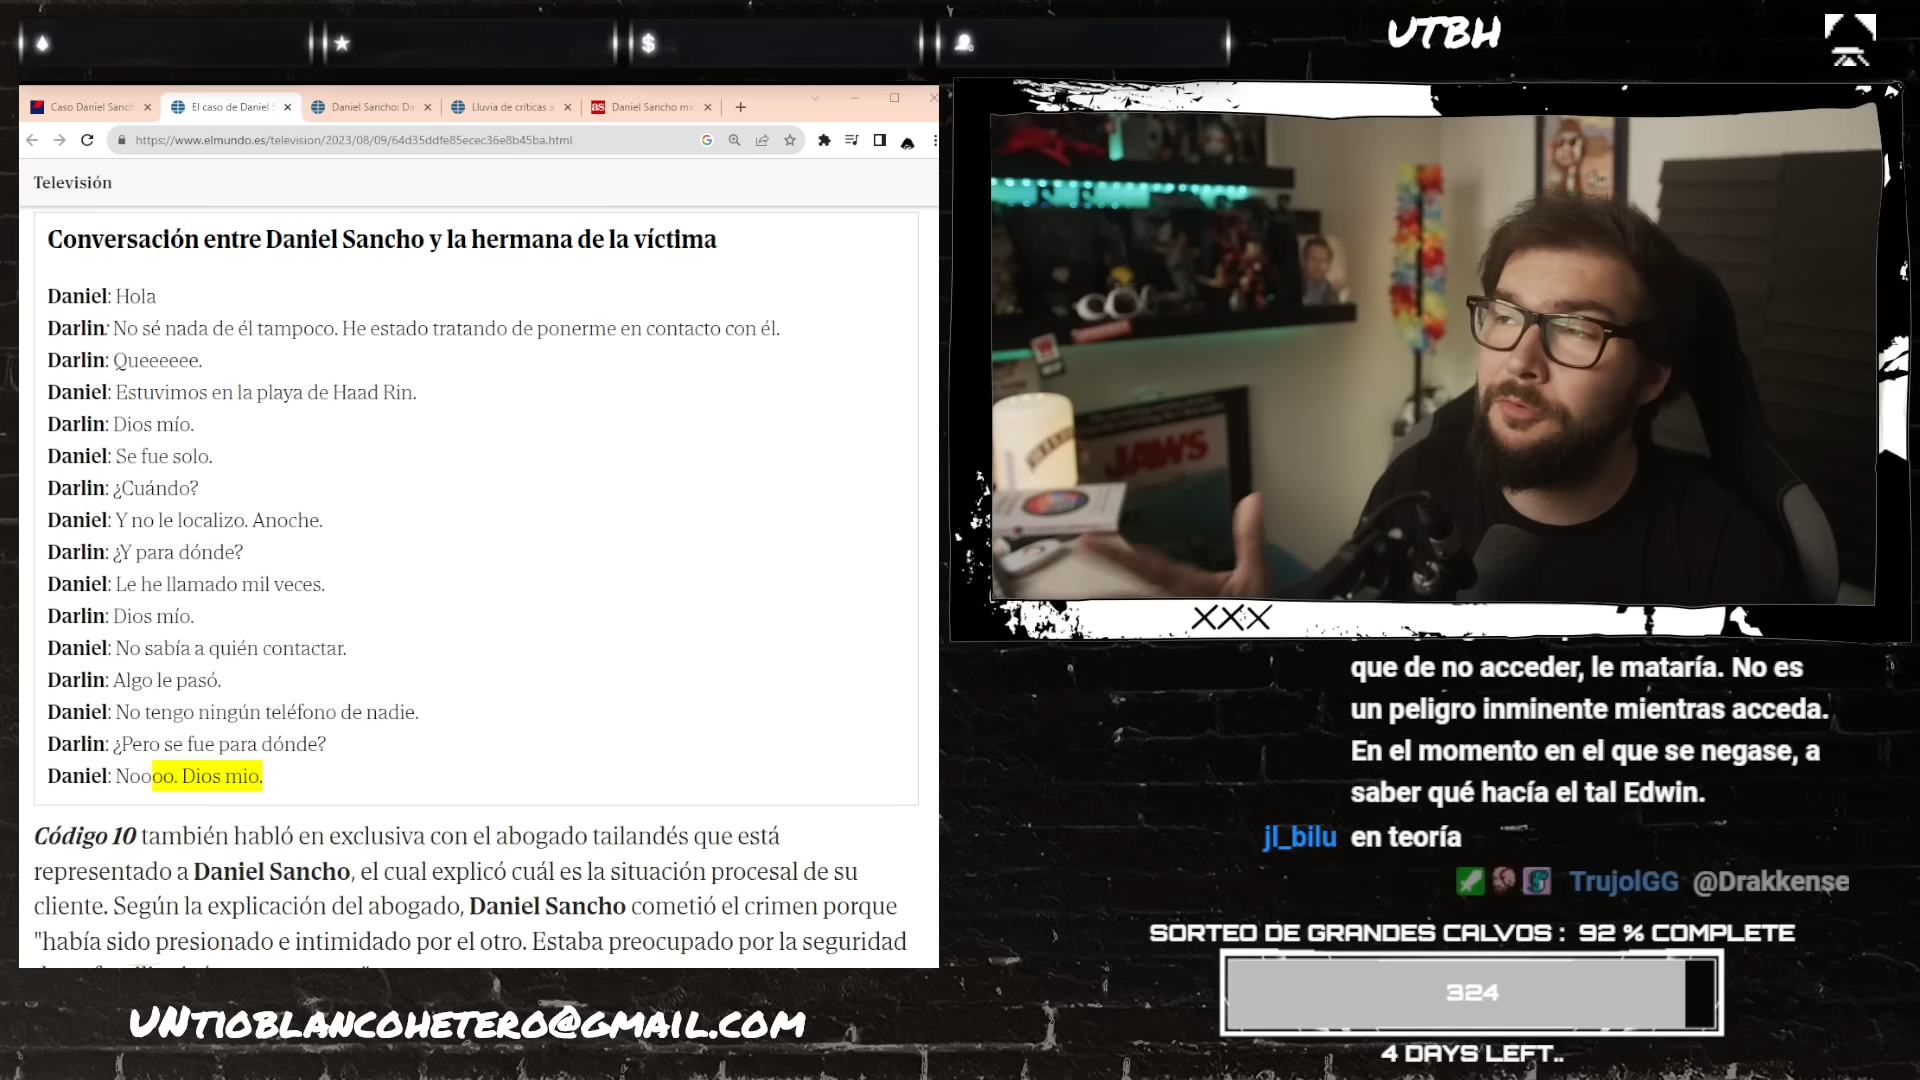 UTBH
Caso Daniel Sanch
El caso de Daniel S
Daniel Sancho: Da
Lluvia de críticas a
as
Daniel Sancho mi
https://www.elmundo.es/television/2023/08/09/64d35ddfe85ecec36e8b45ba.html
Televisión
Conversación entre Daniel Sancho y la hermana de la víctima
Daniel: Hola
Darlin: No sé nada de él tampoco. He estado tratando de ponerme en contacto con él.
Darlin: Queeeeee.
Daniel: Estuvimos en la playa de Haad Rin.
Darlin: Dios mío.
Daniel: Se fue solo.
Darlin: ¿Cuándo?
Daniel: Y no le localizo. Anoche.
Darlin: ¿Y para dónde?
Daniel: Le he llamado mil veces.
Darlin: Dios mío.
Daniel: No sabía a quién contactar.
Darlin: Algo le pasó.
Daniel: No tengo ningún teléfono de nadie.
Darlin: ¿Pero se fue para dónde?
Daniel: Noooo. Dios mio.
Código 10 también habló en exclusiva con el abogado tailandés que está
representado a Daniel Sancho, el cual explicó cuál es la situación procesal de su
cliente. Según la explicación del abogado, Daniel Sancho cometió el crimen porque
"había sido presionado e intimidado por el otro. Estaba preocupado por la seguridad
JAWS
XXX
que de no acceder, le mataría. No es
un peligro inminente mientras acceda.
En el momento en el que se negase, a
saber qué hacía el tal Edwin.
jl_bilu en teoría
TrujolGG @Drakkense
SORTEO DE GRANDES CALVOS : 92 % COMPLETE
324
4 DAYS LEFT..
UNTIOBLANCOHETERO@GMAIL.COM